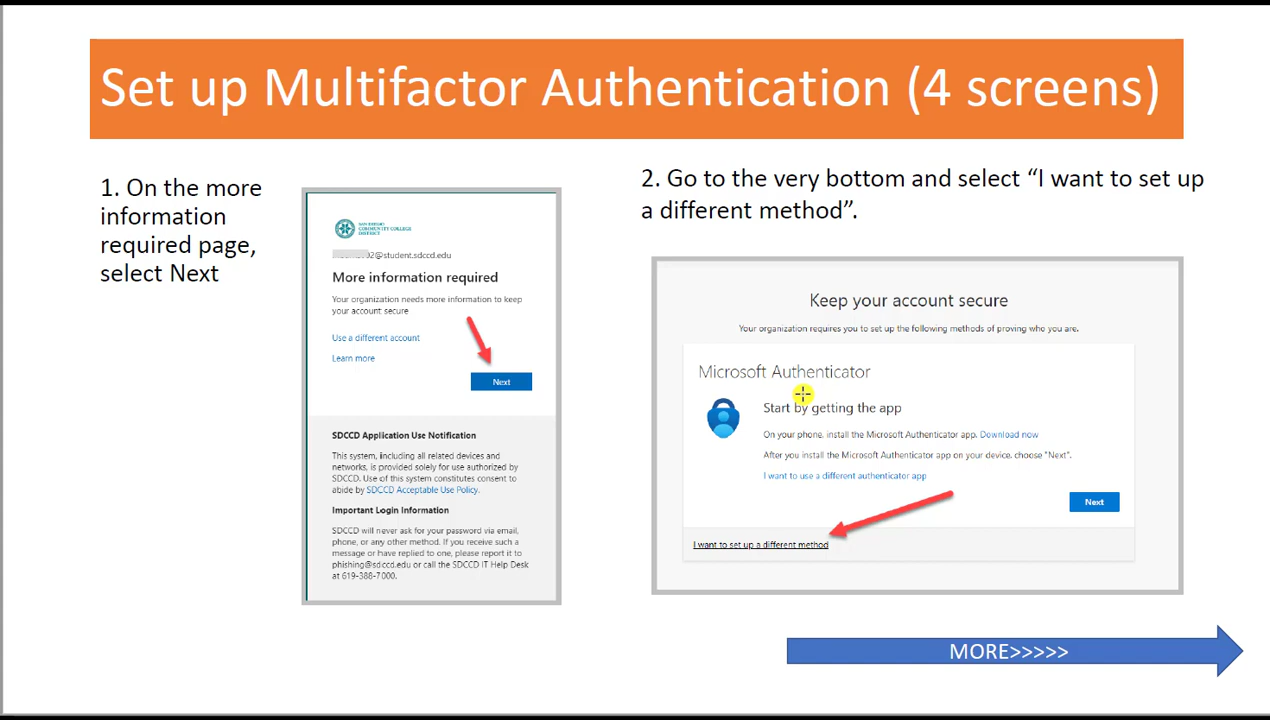 Set up Multifactor Authentication (4 screens)
1. On the more
information
required page,
select Next
SAN DIEGO
COMMUNITY COLLEGE
DISTRICT
02@student.sdccd.edu
More information required
Your organization needs more information to keep
your account secure
Use a different account
Learn more
Next
SDCCD Application Use Notification
This system, including all related devices and
networks, is provided solely for use authorized by
SDCCD. Use of this system constitutes consent to
abide by SDCCD Acceptable Use Policy.
Important Login Information
SDCCD will never ask for your password via email,
phone, or any other method. If you receive such a
message or have replied to one, please report it to
phishing@sdccd.edu or call the SDCCD IT Help Desk
at 619-388-7000.
2. Go to the very bottom and select “I want to set up
a different method”.
Keep your account secure
Your organization requires you to set up the following methods of proving who you are.
Microsoft Authenticator
Start by getting the app
On your phone, install the Microsoft Authenticator app. Download now
After you install the Microsoft Authenticator app on your device, choose "Next".
I want to use a different authenticator app
Next
I want to set up a different method
MORE>>>>>